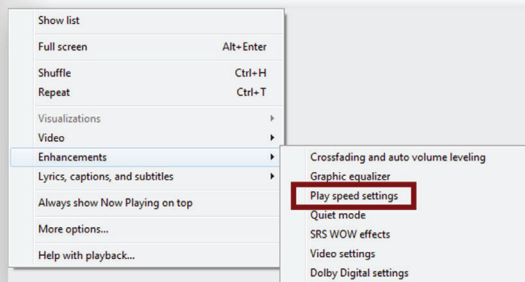 Show list
Full screen Alt+Enter
Shuffle Ctrl+H
Repeat Ctrl+T
Visualizations
Video
Enhancements
Lyrics, captions, and subtitles
Always show Now Playing on top
More options...
Help with playback...
Crossfading and auto volume leveling
Graphic equalizer
Play speed settings
Quiet mode
SRS WOW effects
Video settings
Dolby Digital settings